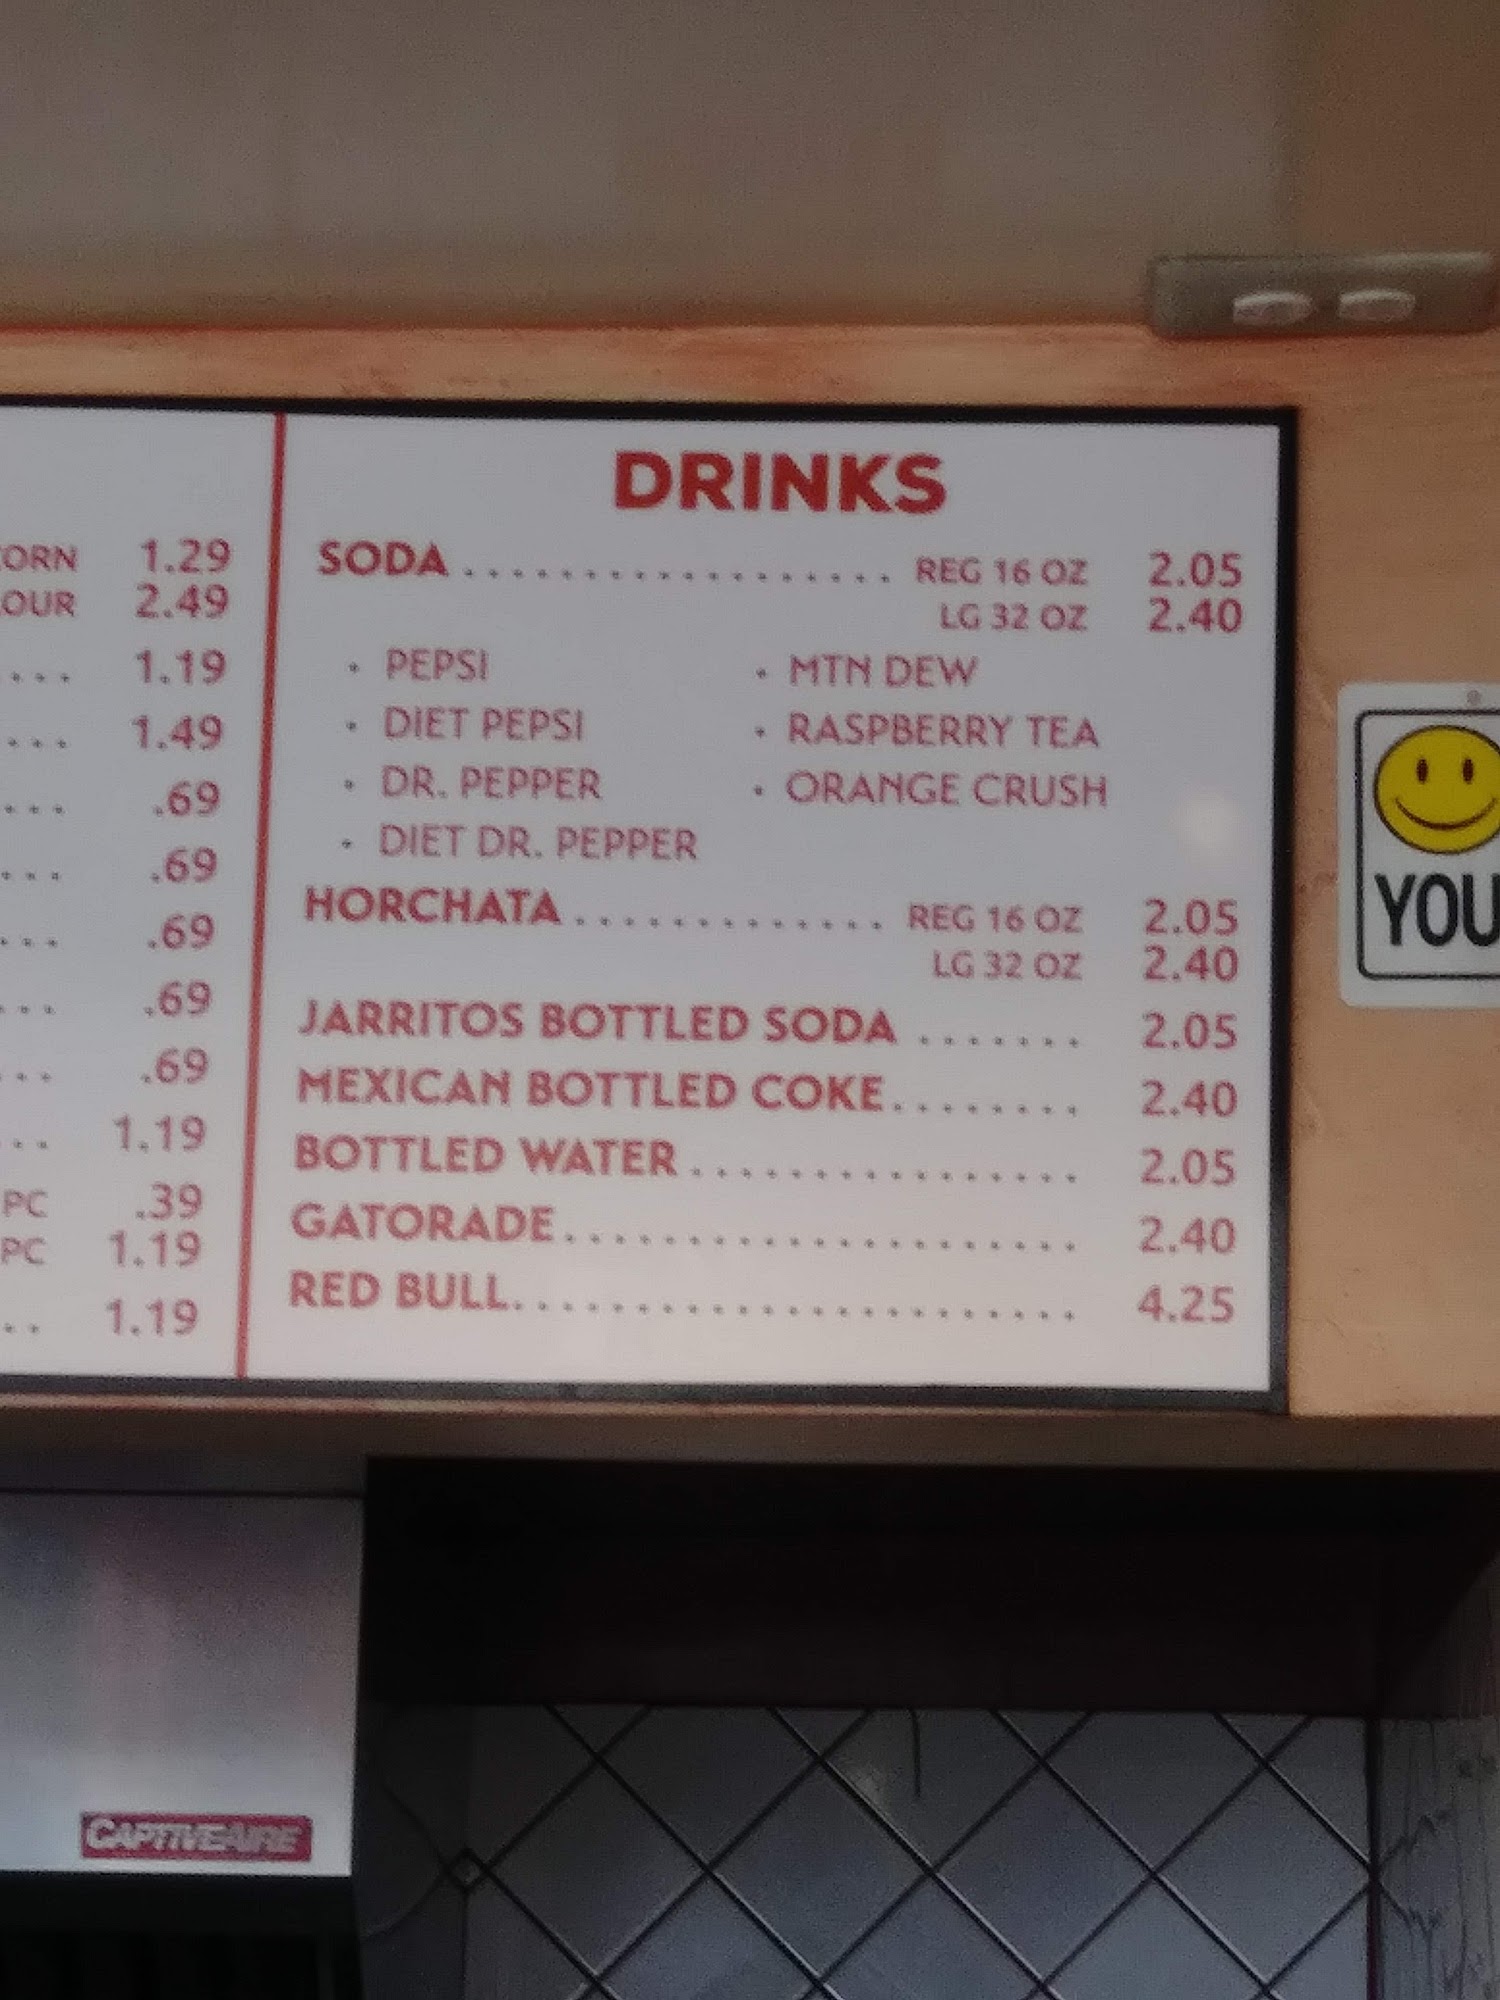 CORN 1.29
LOUR 2.49
.... 1.19
.... 1.49
.... .69
.... .69
.... .69
.... .69
.... .69
... 1.19
PC .39
PC 1.19
.. 1.19
DRINKS
SODA .................. REG 16 OZ 2.05
LG 32 OZ 2.40
• PEPSI
• DIET PEPSI
• DR. PEPPER
• DIET DR. PEPPER
• MTN DEW
• RASPBERRY TEA
• ORANGE CRUSH
HORCHATA ............. REG 16 OZ 2.05
LG 32 OZ 2.40
JARRITOS BOTTLED SODA ....... 2.05
MEXICAN BOTTLED COKE ........ 2.40
BOTTLED WATER ................ 2.05
GATORADE ..................... 2.40
RED BULL ........................ 4.25
YOU
CAPTIVEAIRE